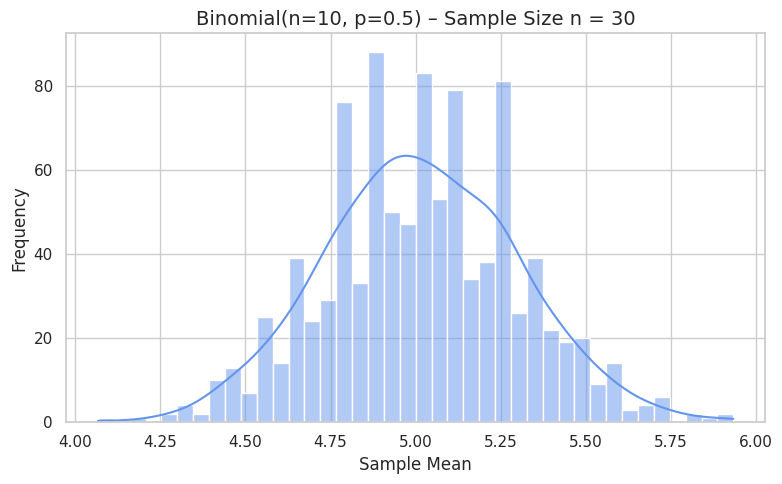 Binomial(n=10, p=0.5) – Sample Size n = 30
Frequency
80
60
40
20
0
4.00 4.25 4.50 4.75 5.00 5.25 5.50 5.75 6.00
Sample Mean